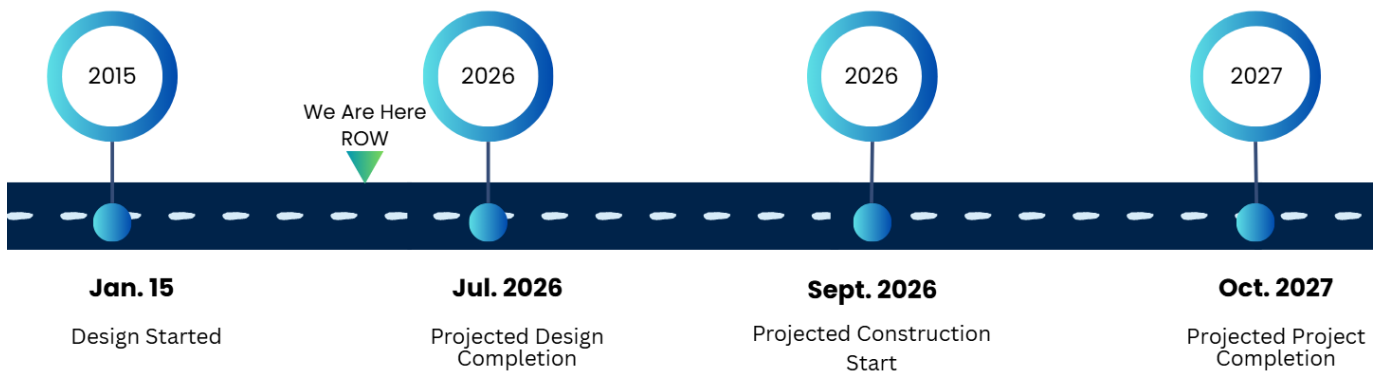 2015
We Are Here
ROW
2026
2026
2027
Jan. 15
Design Started
Jul. 2026
Projected Design
Completion
Sept. 2026
Projected Construction
Start
Oct. 2027
Projected Project
Completion